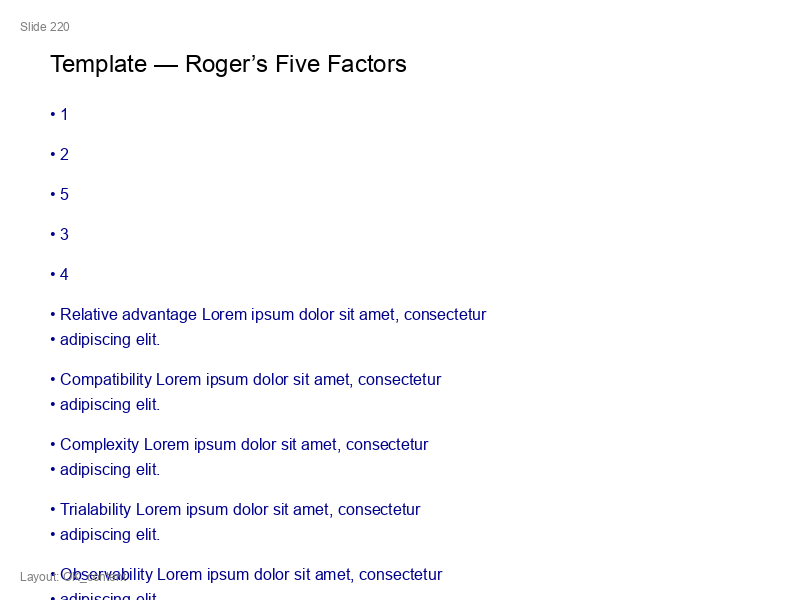 Slide 220
Template — Roger’s Five Factors
• 1
• 2
• 5
• 3
• 4
• Relative advantage Lorem ipsum dolor sit amet, consectetur
• adipiscing elit.
• Compatibility Lorem ipsum dolor sit amet, consectetur
• adipiscing elit.
• Complexity Lorem ipsum dolor sit amet, consectetur
• adipiscing elit.
• Trialability Lorem ipsum dolor sit amet, consectetur
• adipiscing elit.
• Observability Lorem ipsum dolor sit amet, consectetur
Layout:
• adipiscing elit.